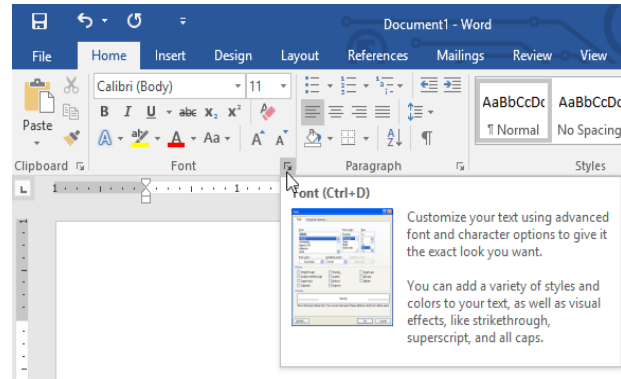 Document1 - Word
File Home Insert Design Layout References Mailings Review View
Calibri (Body) 11
AaBbCcDc AaBbCcDc
Paste B I U abc X₂ X² ¶ Normal No Spacing
A ab A Aa A A A Z ¶
Clipboard Font Paragraph Styles
L 1 1
Font (Ctrl+D)
Customize your text using advanced
font and character options to give it
the exact look you want.
You can add a variety of styles and
colors to your text, as well as visual
effects, like strikethrough,
superscript, and all caps.